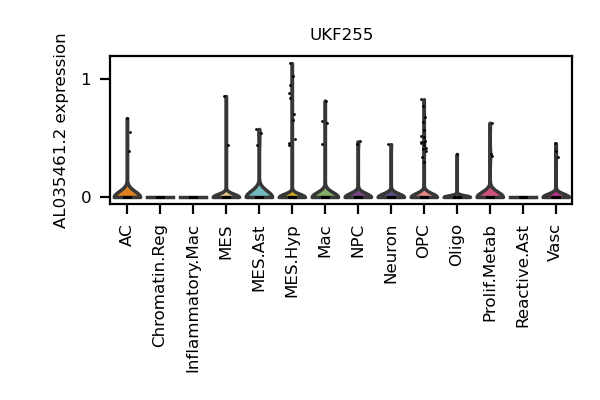 UKF255
AL035461.2 expression
1
0
AC
Chromatin.Reg
Inflammatory.Mac
MES
MES.Ast
MES.Hyp
Mac
NPC
Neuron
OPC
Oligo
Prolif.Metab
Reactive.Ast
Vasc